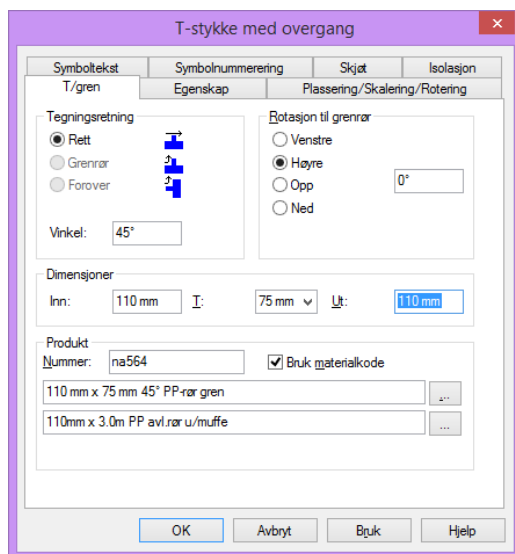 T-stykke med overgang
Symboltekst Symbolnummerering Skjøt Isolasjon
T/gren Egenskap Plassering/Skalering/Rotering
Tegningsretning
Rett
Grenrør
Forover
Vinkel: 45°
Rotasjon til grenrør
Venstre
Høyre
Opp
Ned
0°
Dimensjoner
Inn: 110 mm T: 75 mm Ut: 110 mm
Produkt
Nummer: na564 Bruk materialkode
110 mm x 75 mm 45° PP-rør gren ...
110mm x 3.0m PP avl.rør u/muffe ...
OK Avbryt Bruk Hjelp